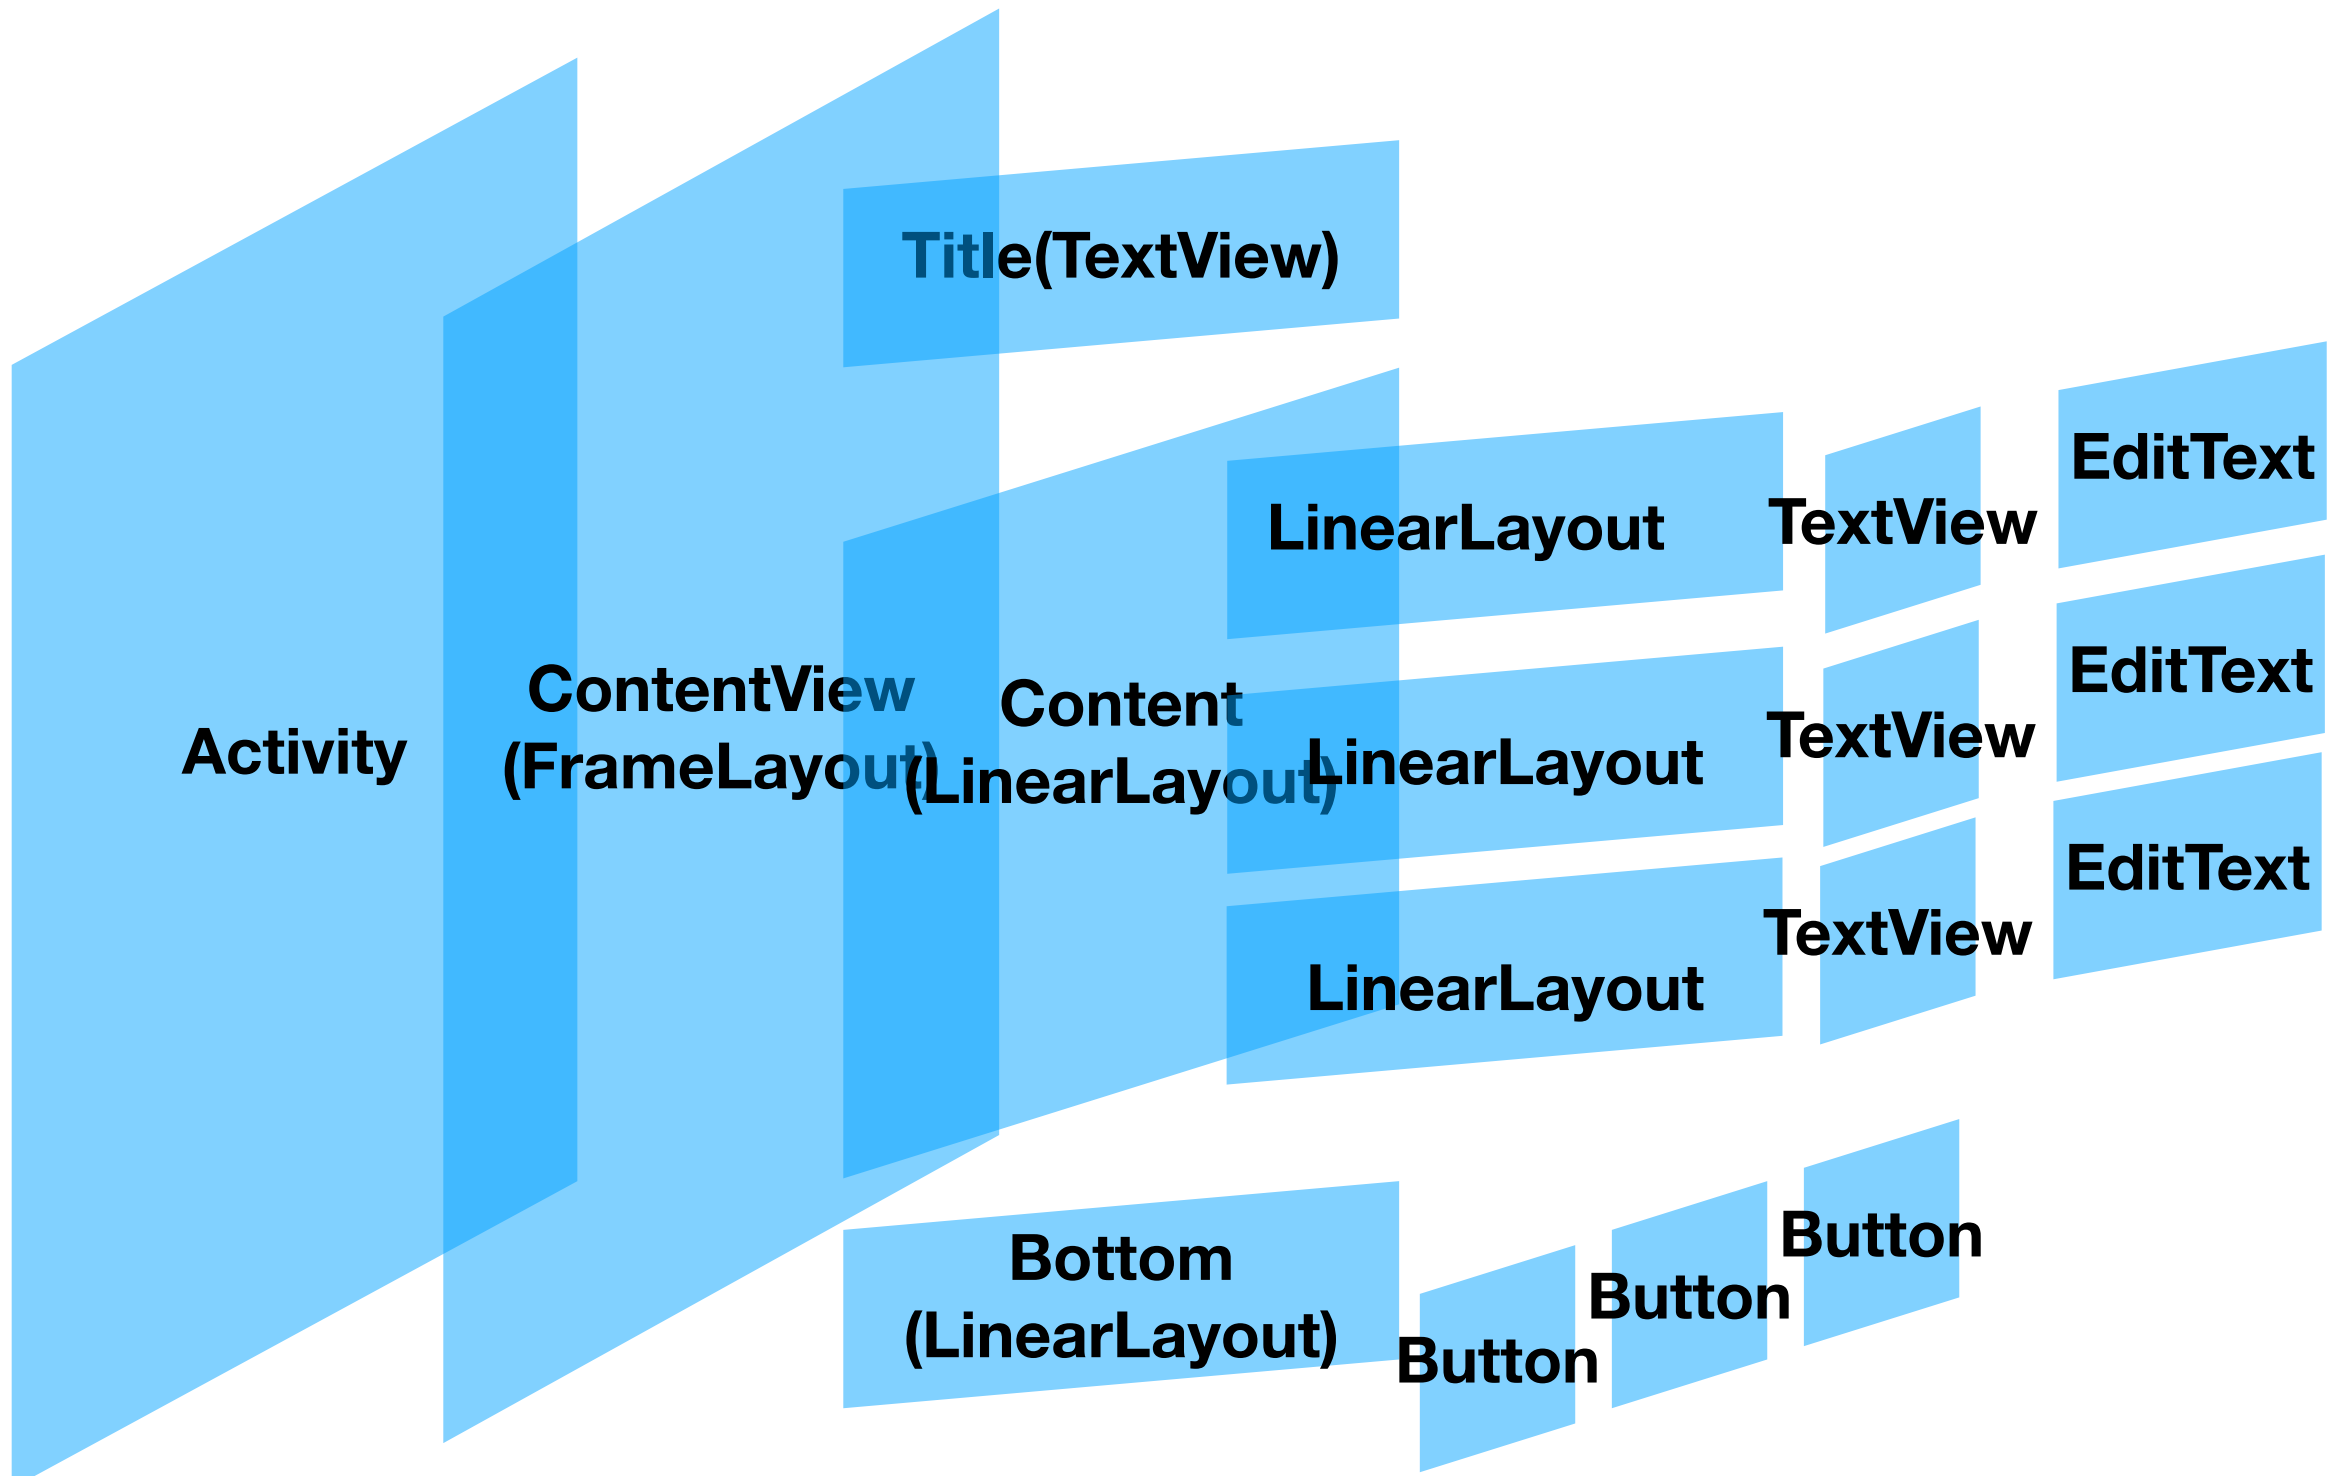 Activity
ContentView
(FrameLayout)
Title(TextView)
Content
(LinearLayout)
LinearLayout
TextView
EditText
LinearLayout
TextView
EditText
LinearLayout
TextView
EditText
Bottom
(LinearLayout)
Button
Button
Button